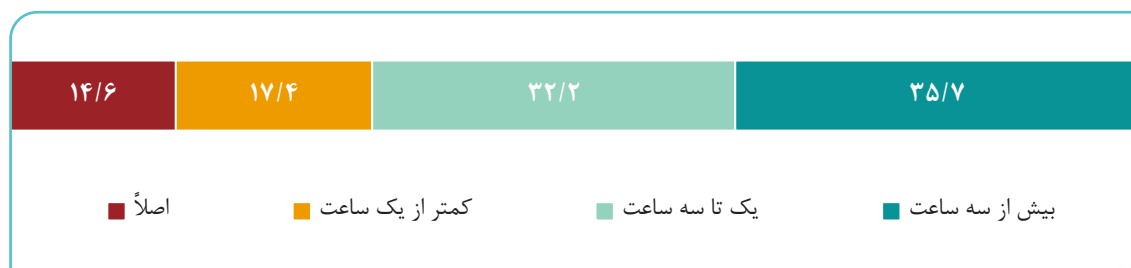 ۳۵/۷ ۳۲/۲ ۱۷/۴ ۱۴/۶
بیش از سه ساعت یک تا سه ساعت کمتر از یک ساعت اصلاً